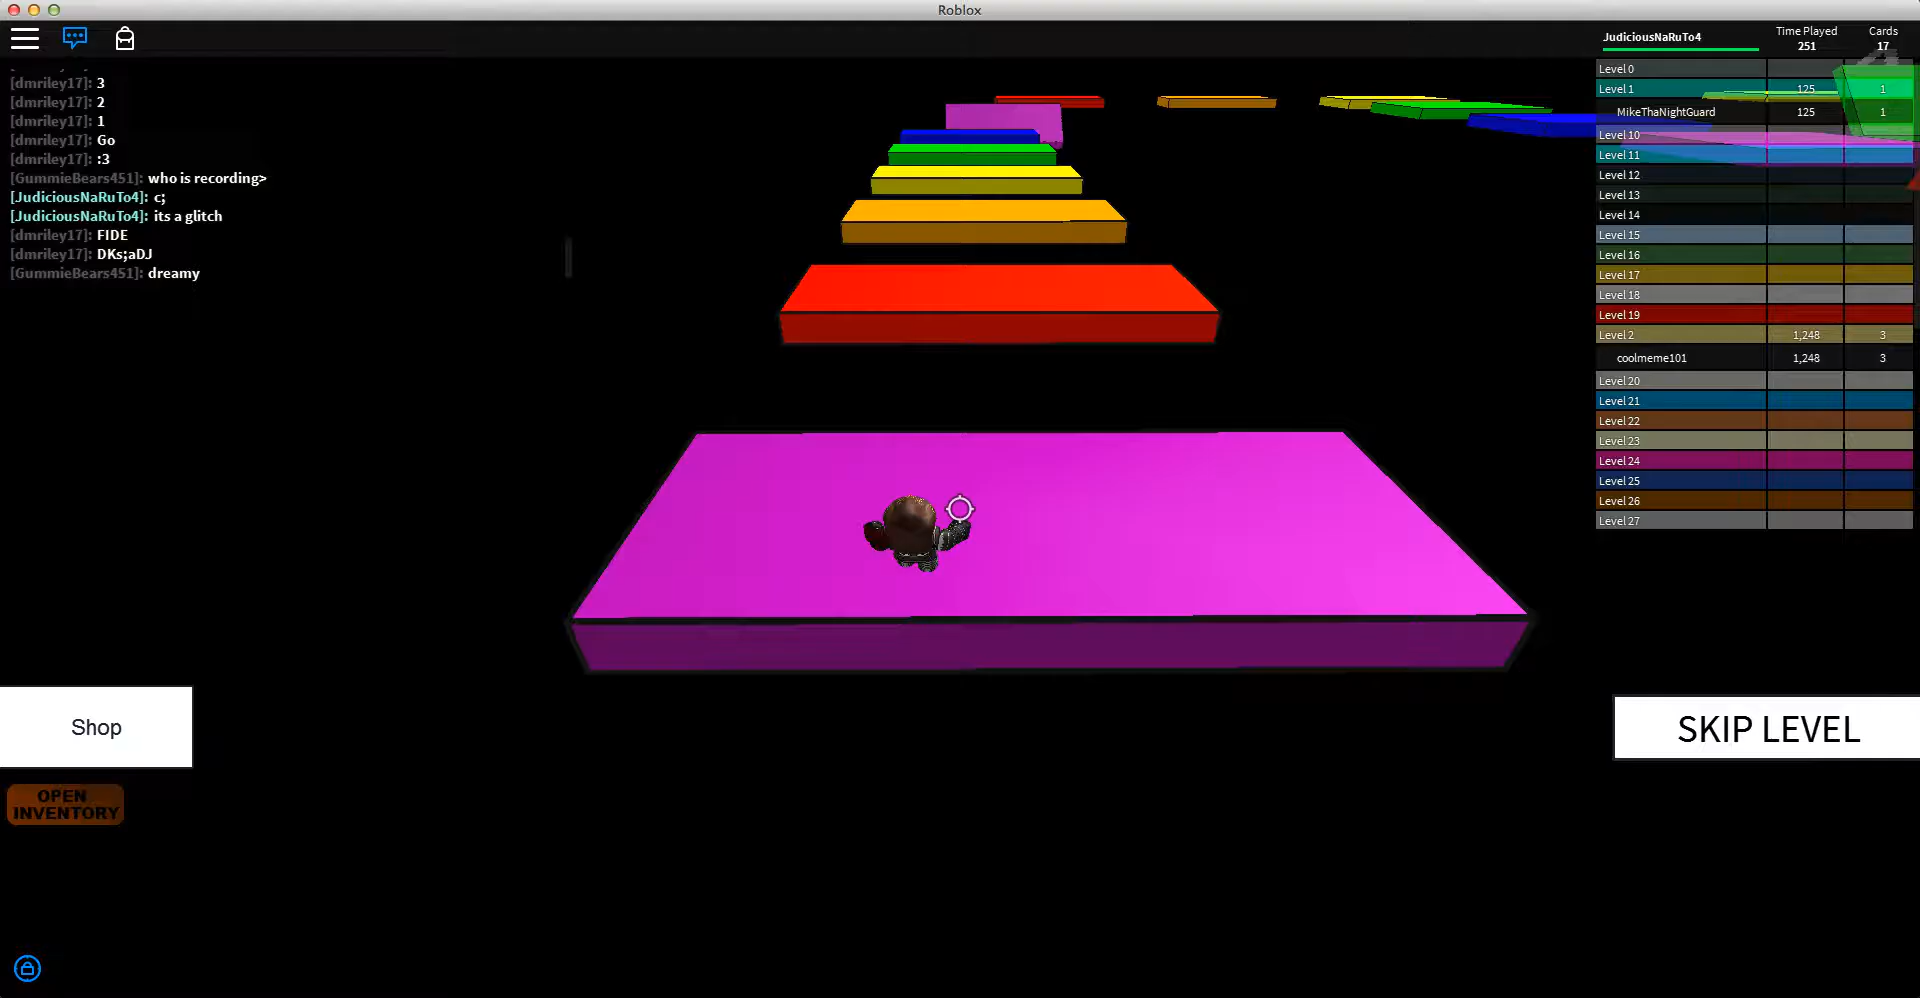 Roblox
[dmriley17]: 3
[dmriley17]: 2
[dmriley17]: 1
[dmriley17]: Go
[dmriley17]: :3
[GummieBears451]: who is recording>
[JudiciousNaRuTo4]: c;
[JudiciousNaRuTo4]: its a glitch
[dmriley17]: FIDE
[dmriley17]: DKs;aDJ
[GummieBears451]: dreamy
JudiciousNaRuTo4 Time Played Cards
251 17
Level 0
Level 1 125 1
MikeThaNightGuard 125 1
Level 10
Level 11
Level 12
Level 13
Level 14
Level 15
Level 16
Level 17
Level 18
Level 19
Level 2 1,248 3
coolmeme101 1,248 3
Level 20
Level 21
Level 22
Level 23
Level 24
Level 25
Level 26
Level 27
Shop
SKIP LEVEL
OPEN
INVENTORY